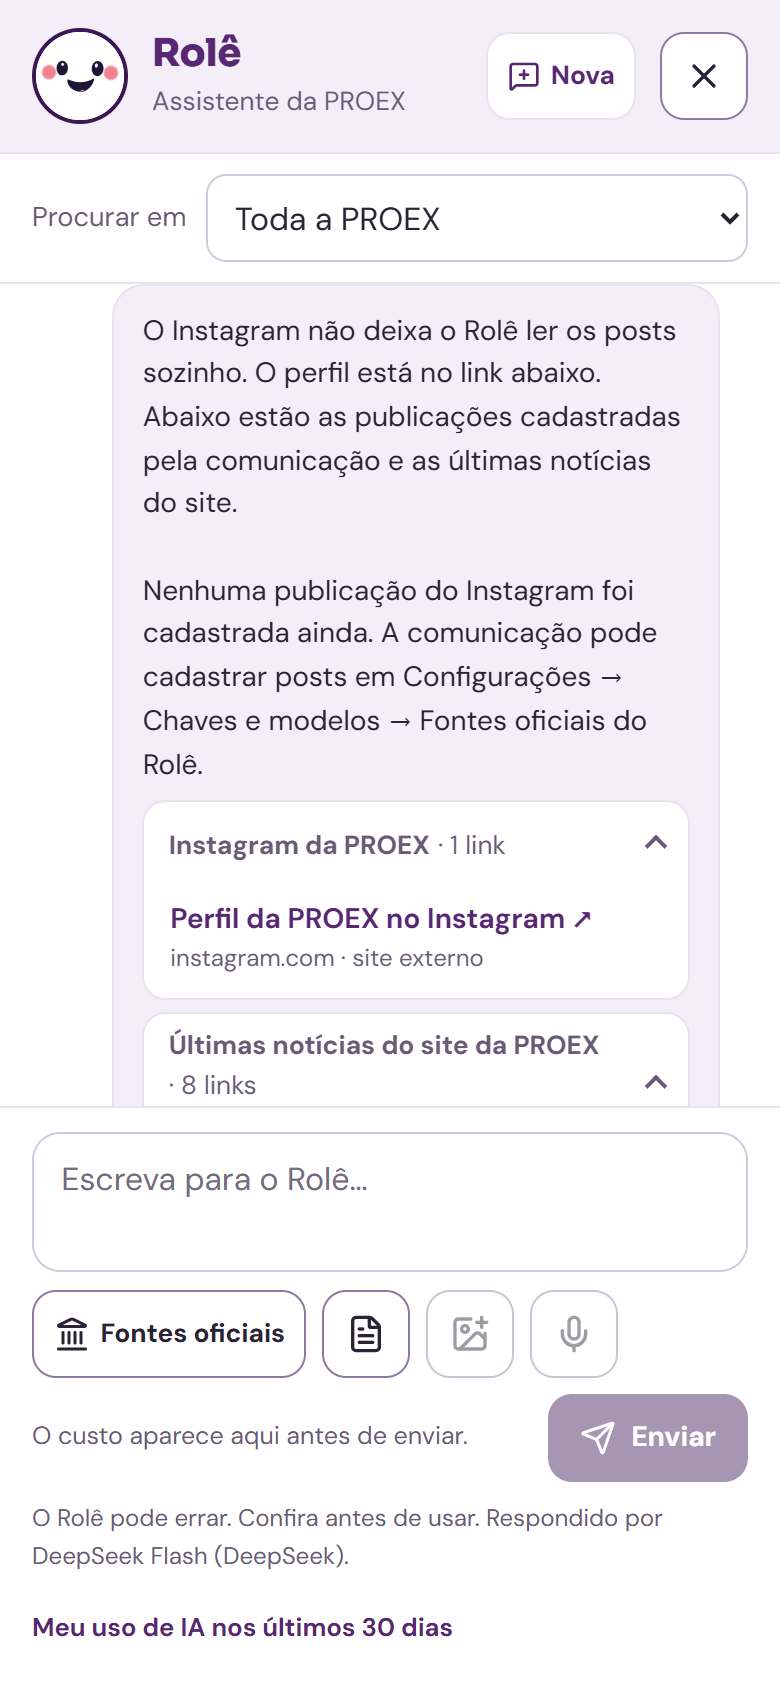 Rolê
Assistente da PROEX
Nova
Procurar em
Toda a PROEX
O Instagram não deixa o Rolê ler os posts
sozinho. O perfil está no link abaixo.
Abaixo estão as publicações cadastradas
pela comunicação e as últimas notícias
do site.
Nenhuma publicação do Instagram foi
cadastrada ainda. A comunicação pode
cadastrar posts em Configurações →
Chaves e modelos → Fontes oficiais do
Rolê.
Instagram da PROEX · 1 link
Perfil da PROEX no Instagram ↗
instagram.com · site externo
Últimas notícias do site da PROEX
· 8 links
Escreva para o Rolê...
Fontes oficiais
O custo aparece aqui antes de enviar.
Enviar
O Rolê pode errar. Confira antes de usar. Respondido por
DeepSeek Flash (DeepSeek).
Meu uso de IA nos últimos 30 dias